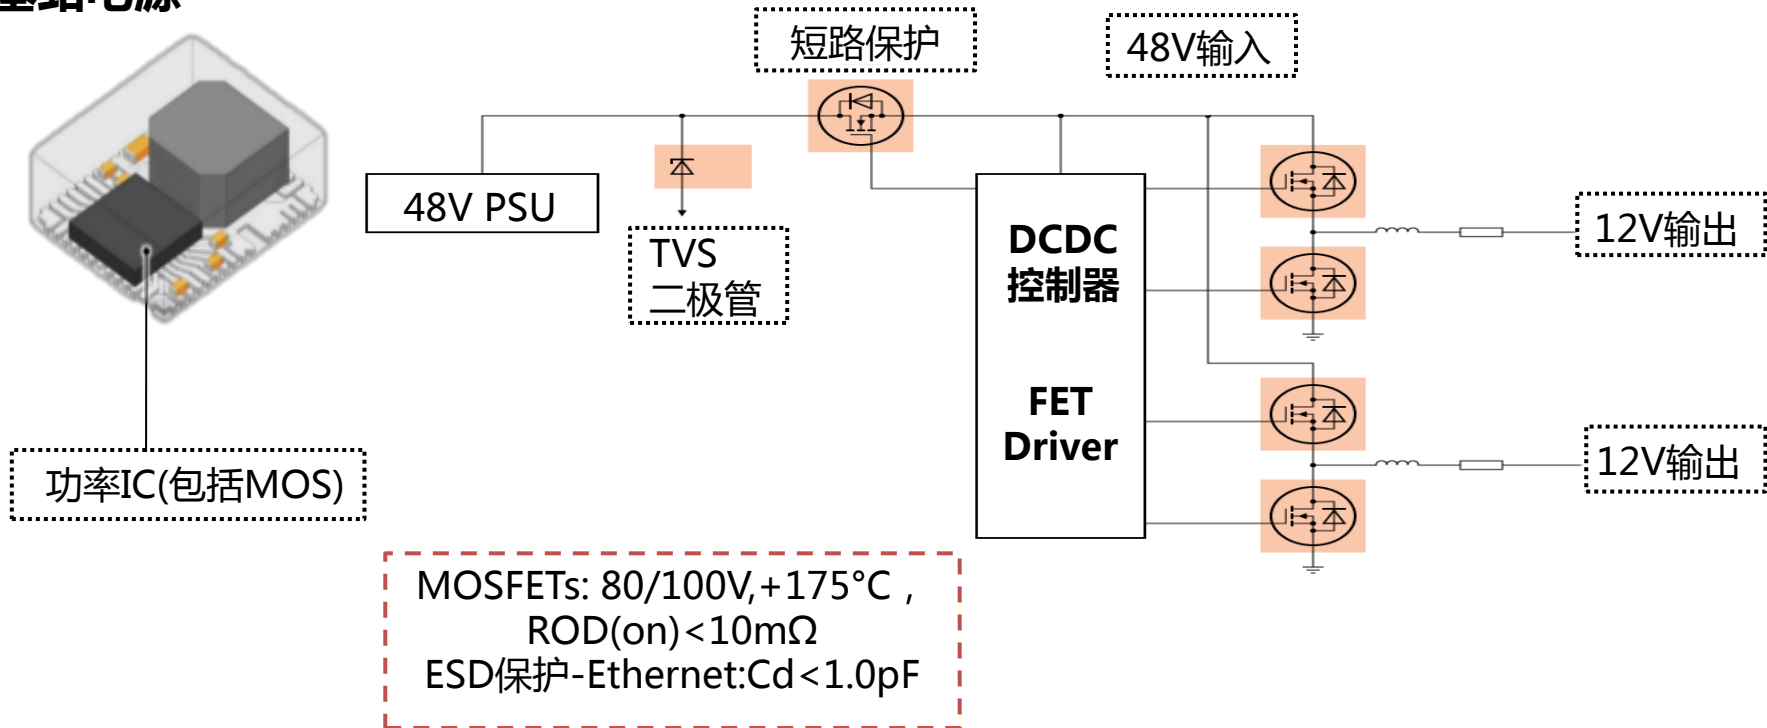 短路保护
48V输入
48V PSU
TVS
二极管
DCDC
控制器
FET
Driver
12V输出
12V输出
功率IC(包括MOS)
MOSFETs: 80/100V,+175°C ,
ROD(on)<10mΩ
ESD保护-Ethernet:Cd<1.0pF